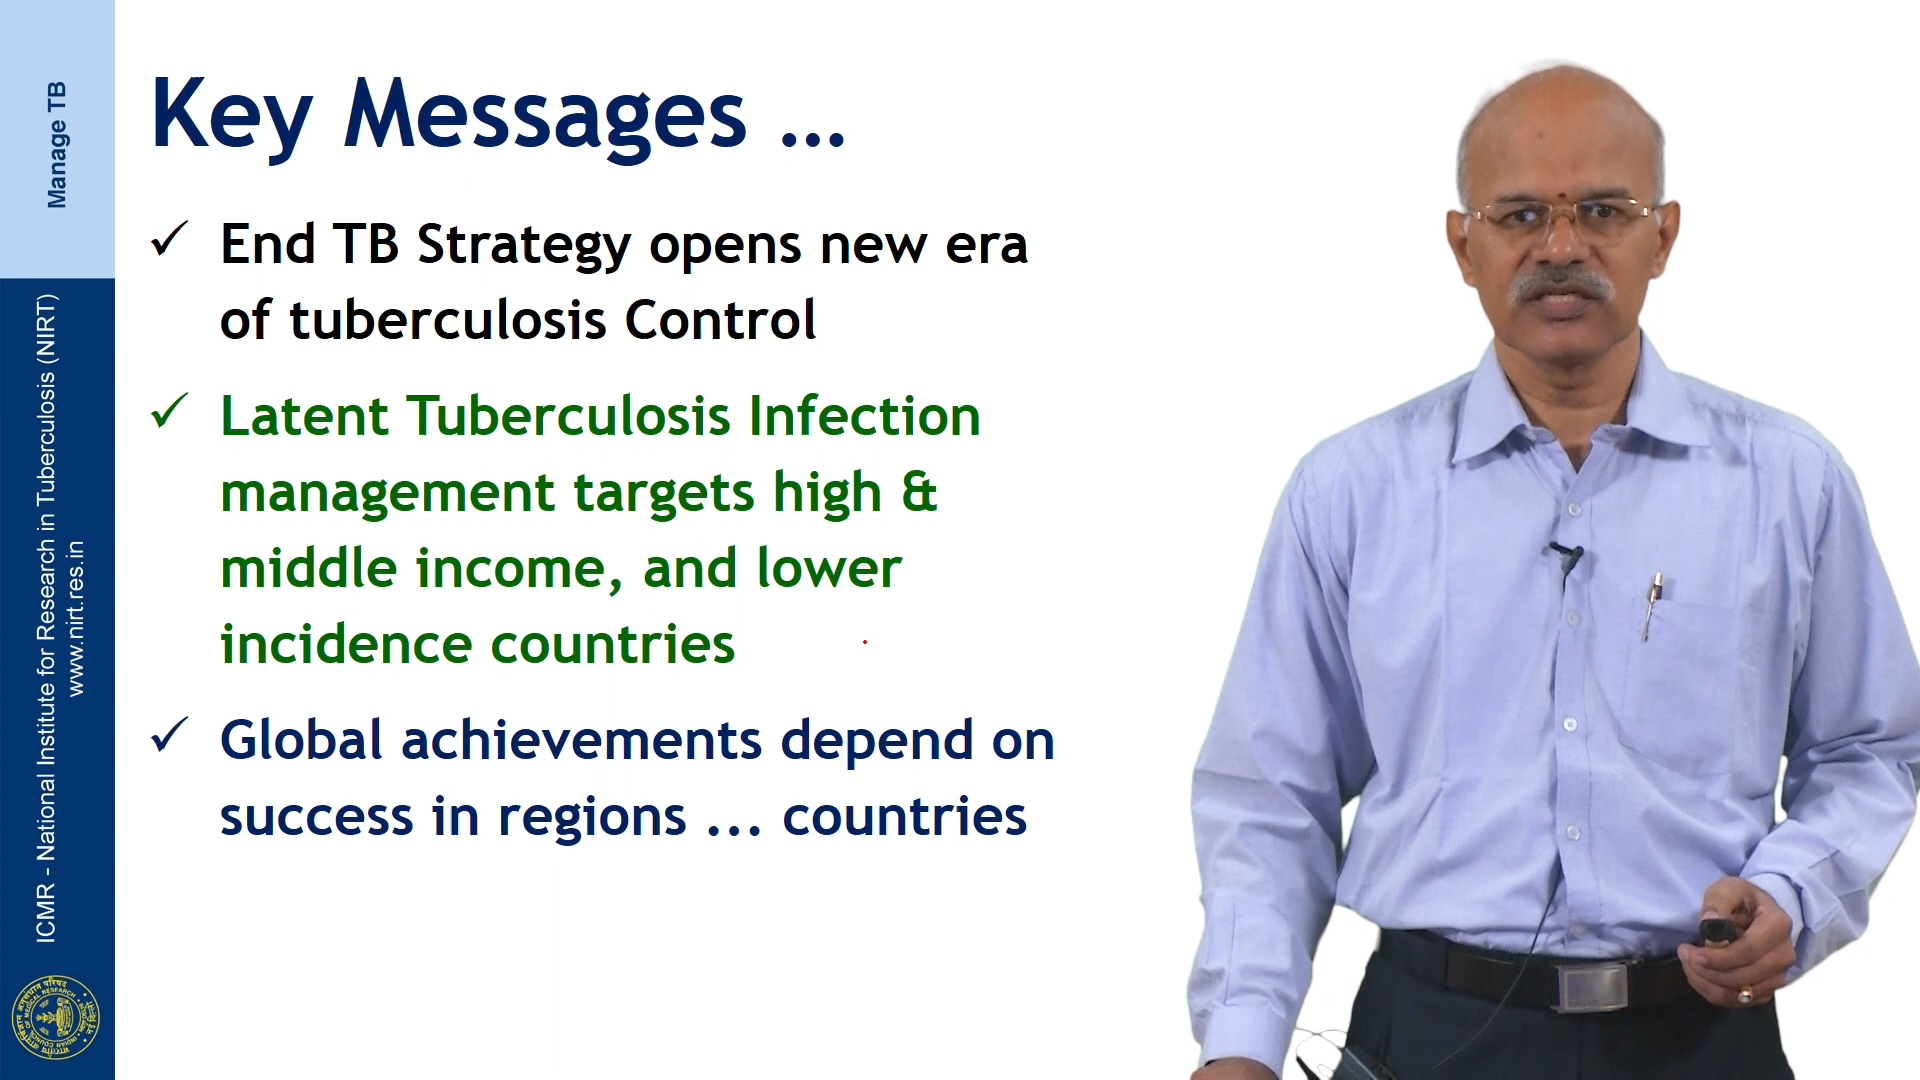 Manage TB
ICMR - National Institute for Research in Tuberculosis (NIRT)
www.nirt.res.in
Key Messages ...
✓ End TB Strategy opens new era
of tuberculosis Control
✓ Latent Tuberculosis Infection
management targets high &
middle income, and lower
incidence countries
✓ Global achievements depend on
success in regions ... countries